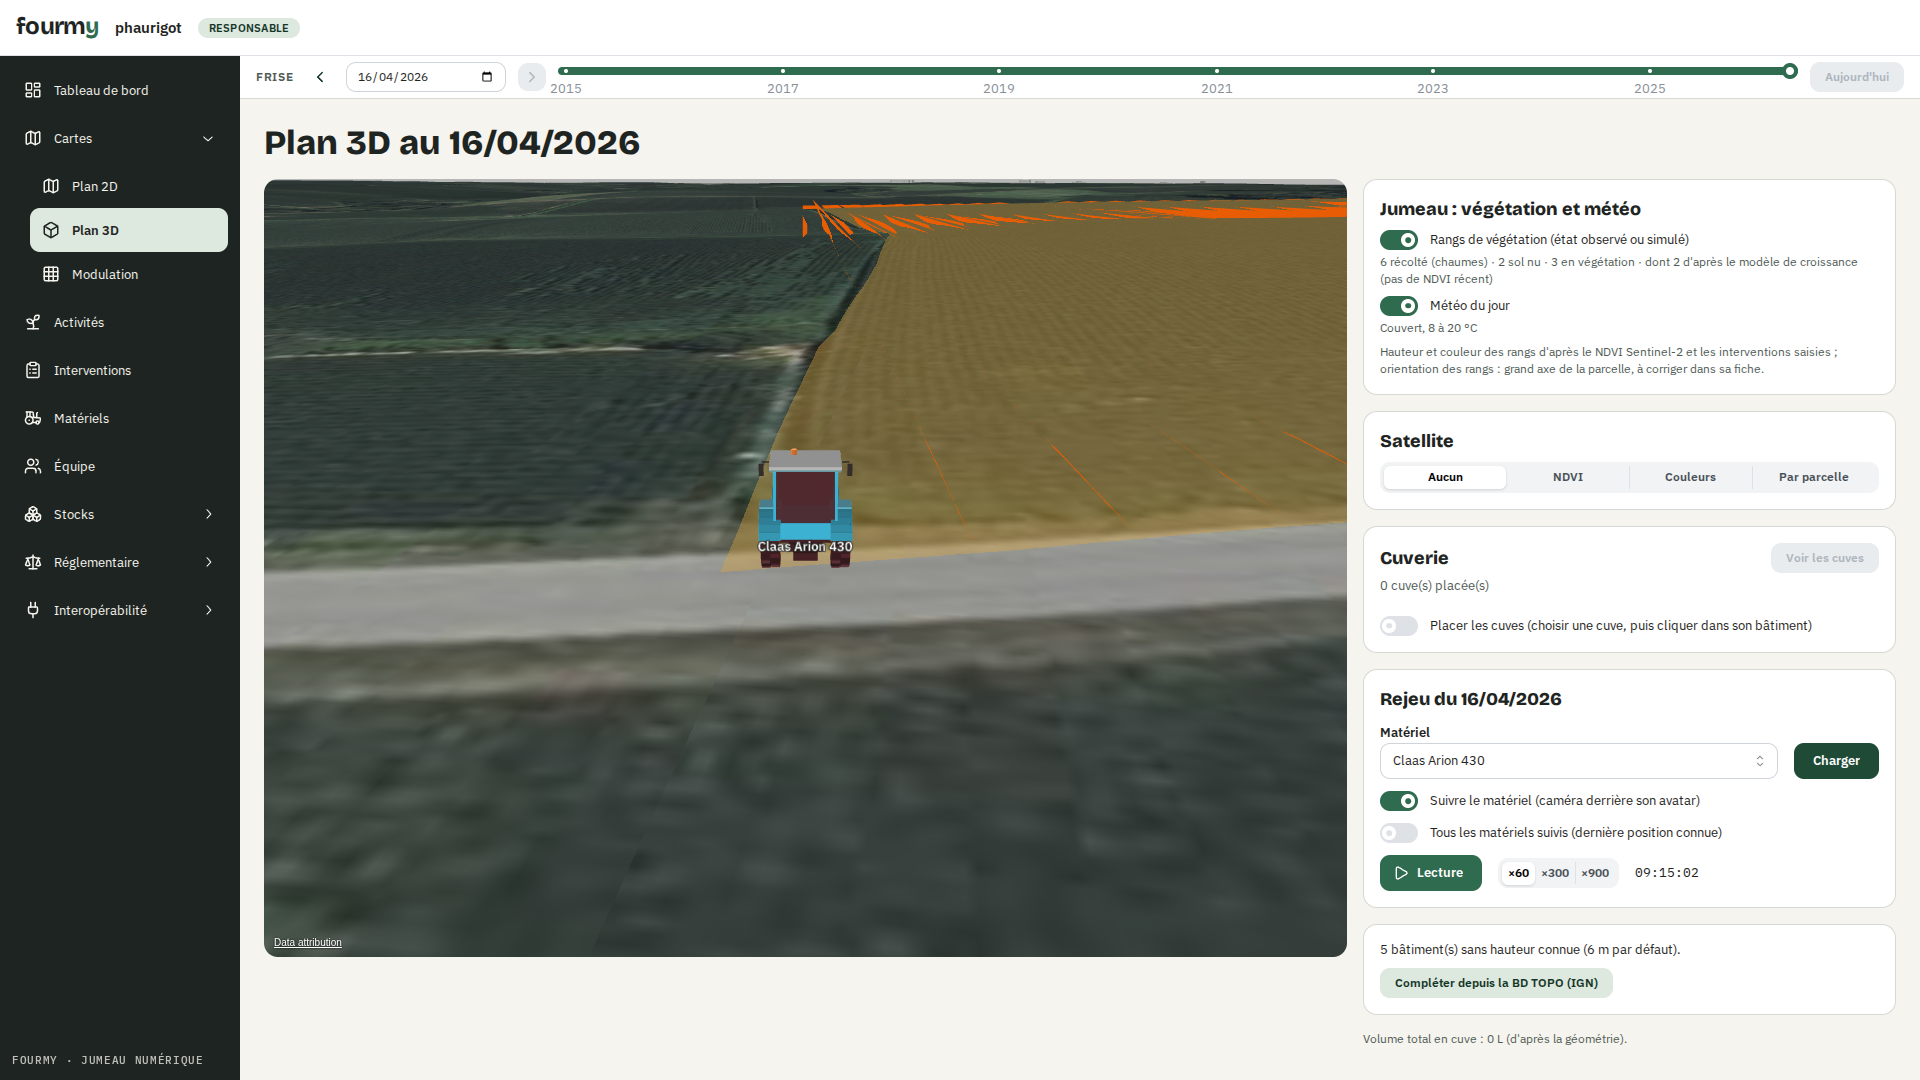 fourmy phaurigot RESPONSABLE
FRISE 16/04/2026 Aujourd'hui
2015 2017 2019 2021 2023 2025
Tableau de bord
Cartes
Plan 2D
Plan 3D
Modulation
Activités
Interventions
Matériels
Équipe
Stocks
Réglementaire
Interopérabilité
FOURMY · JUMEAU NUMÉRIQUE
Plan 3D au 16/04/2026
Claas Arion 430
Data attribution
Jumeau : végétation et météo
Rangs de végétation (état observé ou simulé)
6 récolté (chaumes) · 2 sol nu · 3 en végétation · dont 2 d'après le modèle de croissance
(pas de NDVI récent)
Météo du jour
Couvert, 8 à 20 °C
Hauteur et couleur des rangs d'après le NDVI Sentinel-2 et les interventions saisies ;
orientation des rangs : grand axe de la parcelle, à corriger dans sa fiche.
Satellite
Aucun NDVI Couleurs Par parcelle
Cuverie Voir les cuves
0 cuve(s) placée(s)
Placer les cuves (choisir une cuve, puis cliquer dans son bâtiment)
Rejeu du 16/04/2026
Matériel
Claas Arion 430 Charger
Suivre le matériel (caméra derrière son avatar)
Tous les matériels suivis (dernière position connue)
Lecture ×60 ×300 ×900 09:15:02
5 bâtiment(s) sans hauteur connue (6 m par défaut).
Compléter depuis la BD TOPO (IGN)
Volume total en cuve : 0 L (d'après la géométrie).